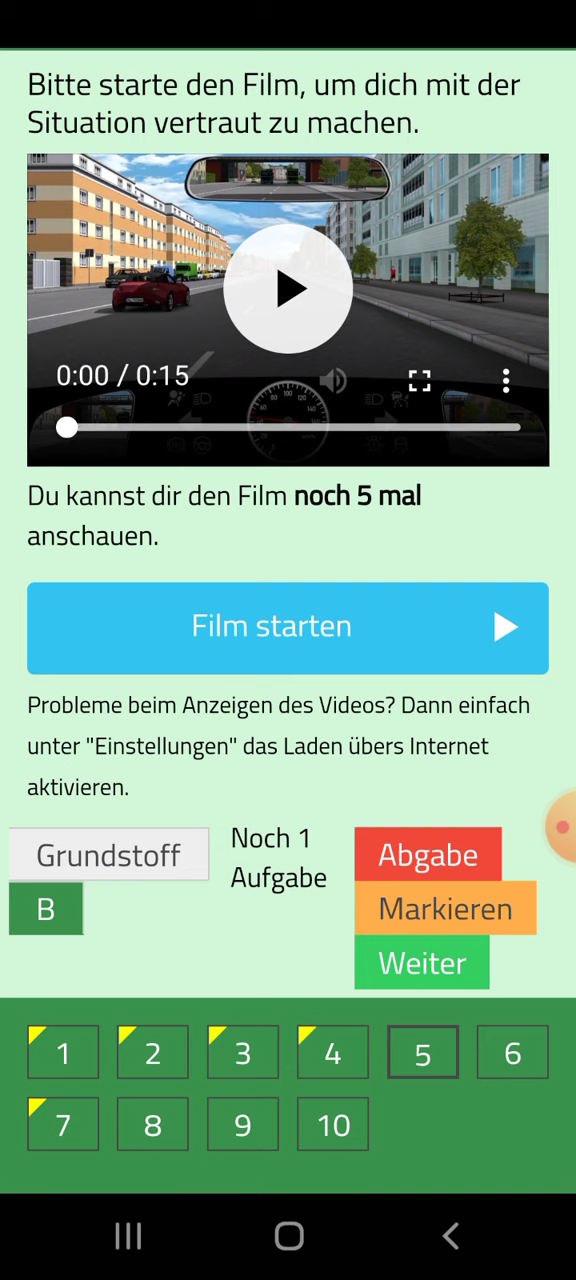 Bitte starte den Film, um dich mit der
Situation vertraut zu machen.
0:00 / 0:15
Du kannst dir den Film noch 5 mal
anschauen.
Film starten
Probleme beim Anzeigen des Videos? Dann einfach
unter "Einstellungen" das Laden übers Internet
aktivieren.
Grundstoff
B
Noch 1
Aufgabe
Abgabe
Markieren
Weiter
1 2 3 4 5 6
7 8 9 10